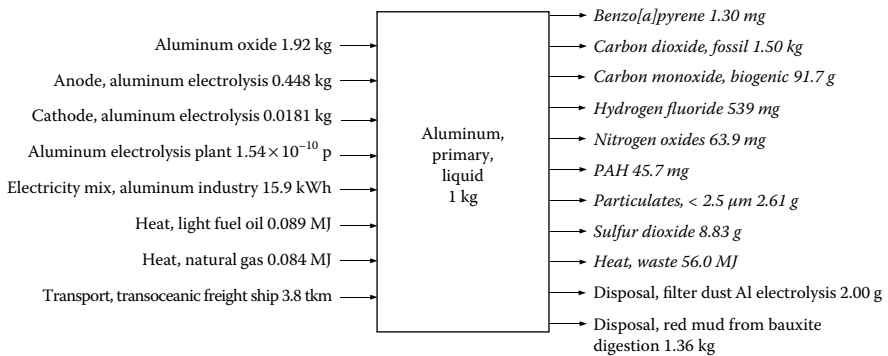 Aluminum oxide 1.92 kg
Anode, aluminum electrolysis 0.448 kg
Cathode, aluminum electrolysis 0.0181 kg
Aluminum electrolysis plant 1.54×10⁻¹⁰ p
Electricity mix, aluminum industry 15.9 kWh
Heat, light fuel oil 0.089 MJ
Heat, natural gas 0.084 MJ
Transport, transoceanic freight ship 3.8 tkm
Aluminum,
primary,
liquid
1 kg
Benzo[a]pyrene 1.30 mg
Carbon dioxide, fossil 1.50 kg
Carbon monoxide, biogenic 91.7 g
Hydrogen fluoride 539 mg
Nitrogen oxides 63.9 mg
PAH 45.7 mg
Particulates, < 2.5 μm 2.61 g
Sulfur dioxide 8.83 g
Heat, waste 56.0 MJ
Disposal, filter dust Al electrolysis 2.00 g
Disposal, red mud from bauxite
digestion 1.36 kg